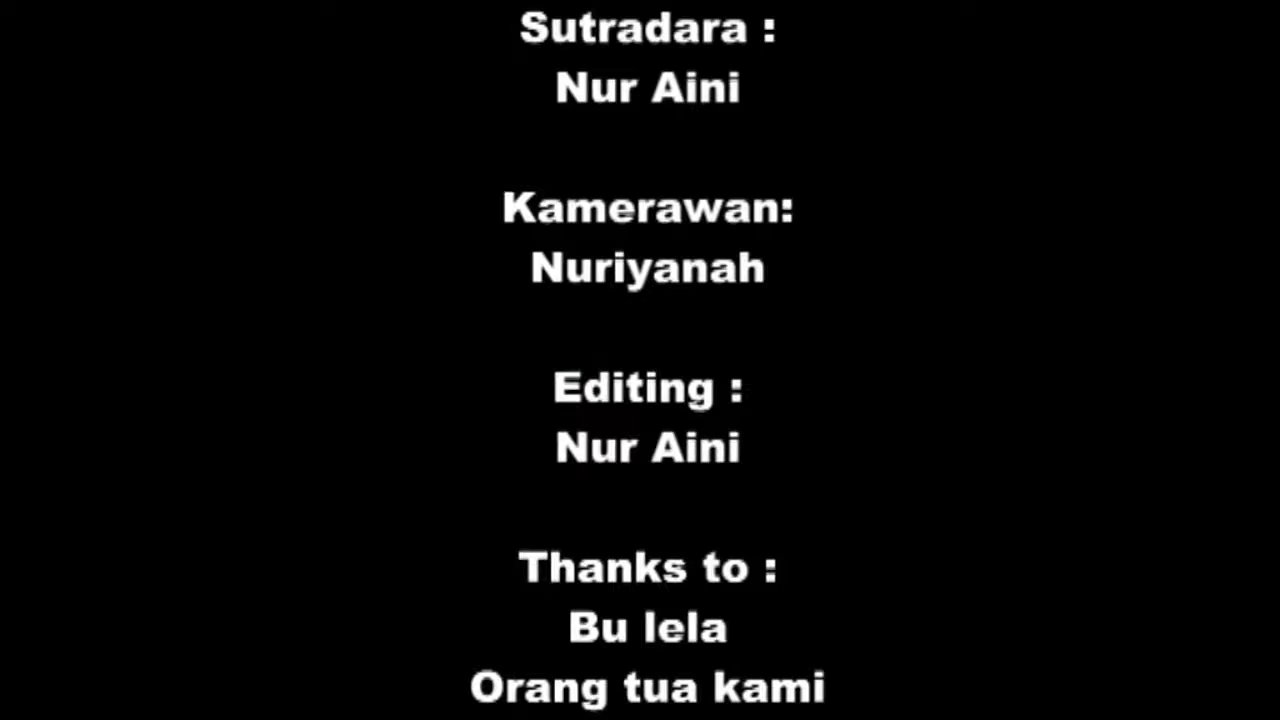 Sutradara :
Nur Aini
Kamerawan:
Nuriyanah
Editing :
Nur Aini
Thanks to :
Bu lela
Orang tua kami